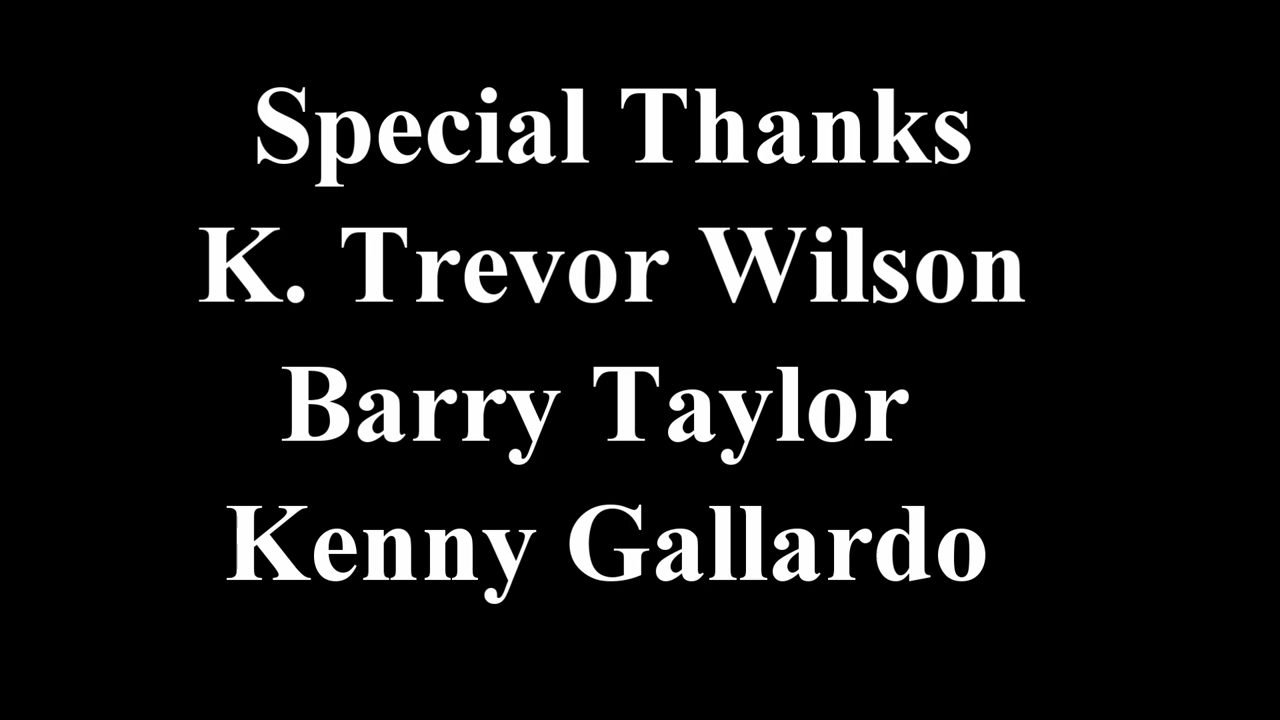 Special Thanks
K. Trevor Wilson
Barry Taylor
Kenny Gallardo